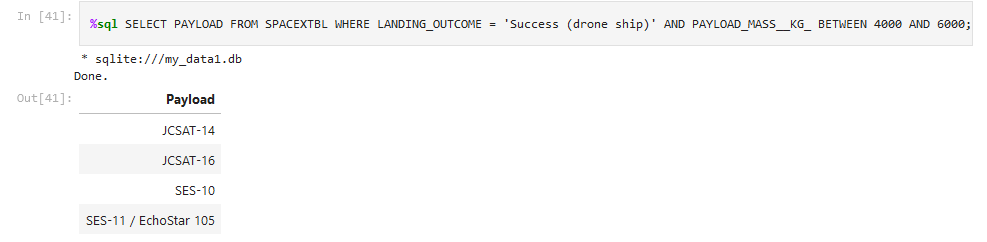 In [41]: %sql SELECT PAYLOAD FROM SPACEXTBL WHERE LANDING_OUTCOME = 'Success (drone ship)' AND PAYLOAD_MASS__KG_ BETWEEN 4000 AND 6000;
* sqlite:///my_data1.db
Done.
Out[41]: Payload
JCSAT-14
JCSAT-16
SES-10
SES-11 / EchoStar 105